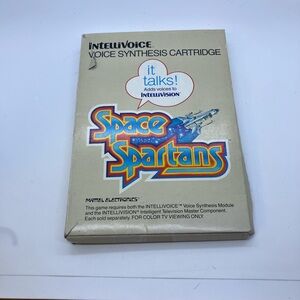 INTELLIVOICE
VOICE SYNTHESIS CARTRIDGE
it
talks!
Adds voices to
INTELLIVISION
Space
Spartans
MATTEL ELECTRONICS
This game requires both the INTELLIVOICE™ Voice Synthesis Module
and the INTELLIVISION® Intelligent Television Master Component.
Each sold separately. FOR COLOR TV VIEWING ONLY